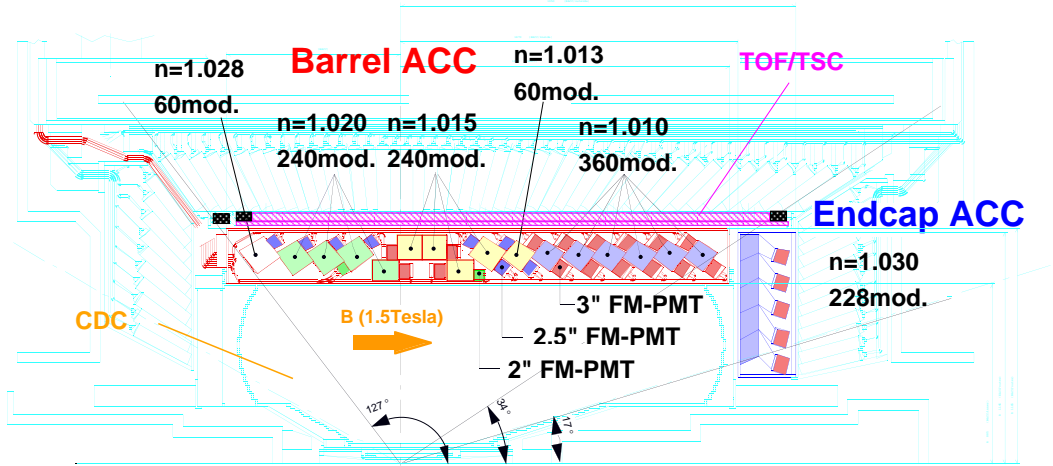 Barrel ACC
n=1.028
60mod.
n=1.013
60mod.
TOF/TSC
n=1.020
240mod.
n=1.015
240mod.
n=1.010
360mod.
Endcap ACC
n=1.030
228mod.
CDC
B (1.5Tesla)
3" FM-PMT
2.5" FM-PMT
2" FM-PMT
127°
34°
17°